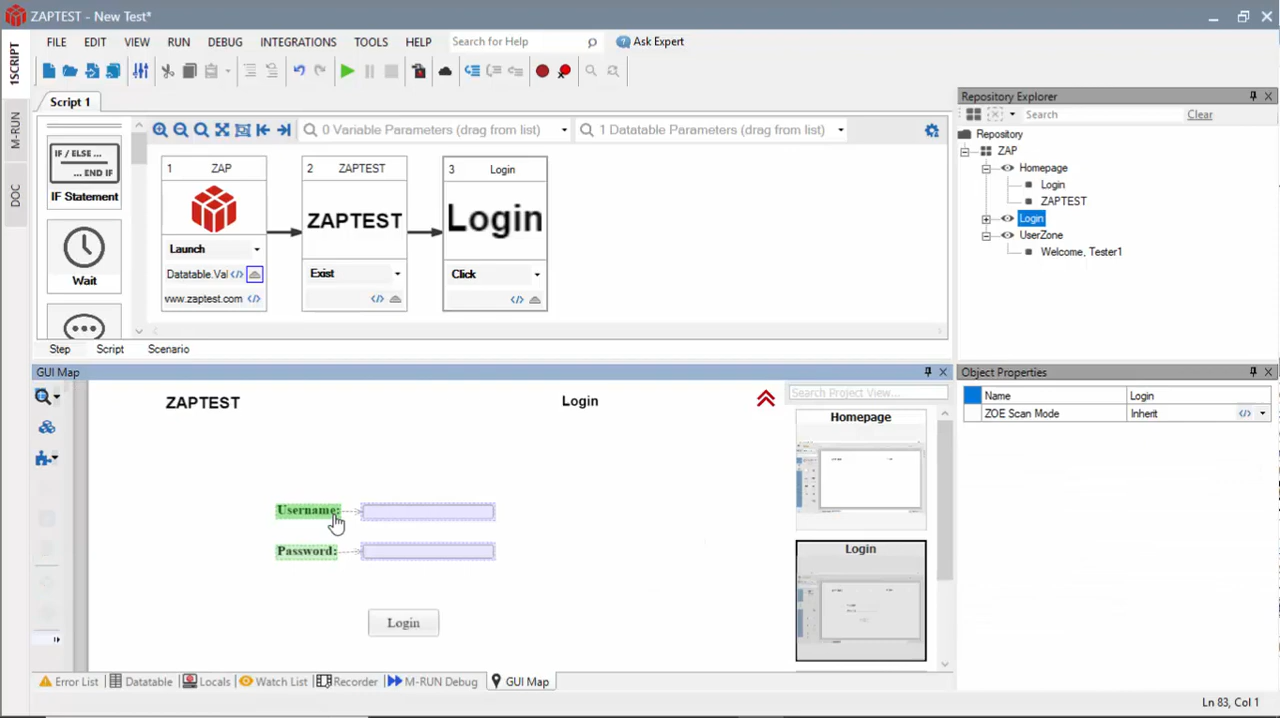 ZAPTEST - New Test*
FILE EDIT VIEW RUN DEBUG INTEGRATIONS TOOLS HELP Search for Help Ask Expert
1SCRIPT
M-RUN
DOC
Script 1
0 Variable Parameters (drag from list) 1 Datatable Parameters (drag from list)
IF / ELSE ...
... END IF
IF Statement
Wait
1 ZAP
Launch
Datatable.Val
www.zaptest.com
2 ZAPTEST
ZAPTEST
Exist
3 Login
Login
Click
Step Script Scenario
Repository Explorer
Search Clear
Repository
ZAP
Homepage
Login
ZAPTEST
Login
UserZone
Welcome, Tester1
GUI Map
ZAPTEST Login
Username:
Password:
Login
Search Project View...
Homepage
Login
Object Properties
Name Login
ZOE Scan Mode Inherit
Error List Datatable Locals Watch List Recorder M-RUN Debug GUI Map
Ln 83, Col 1